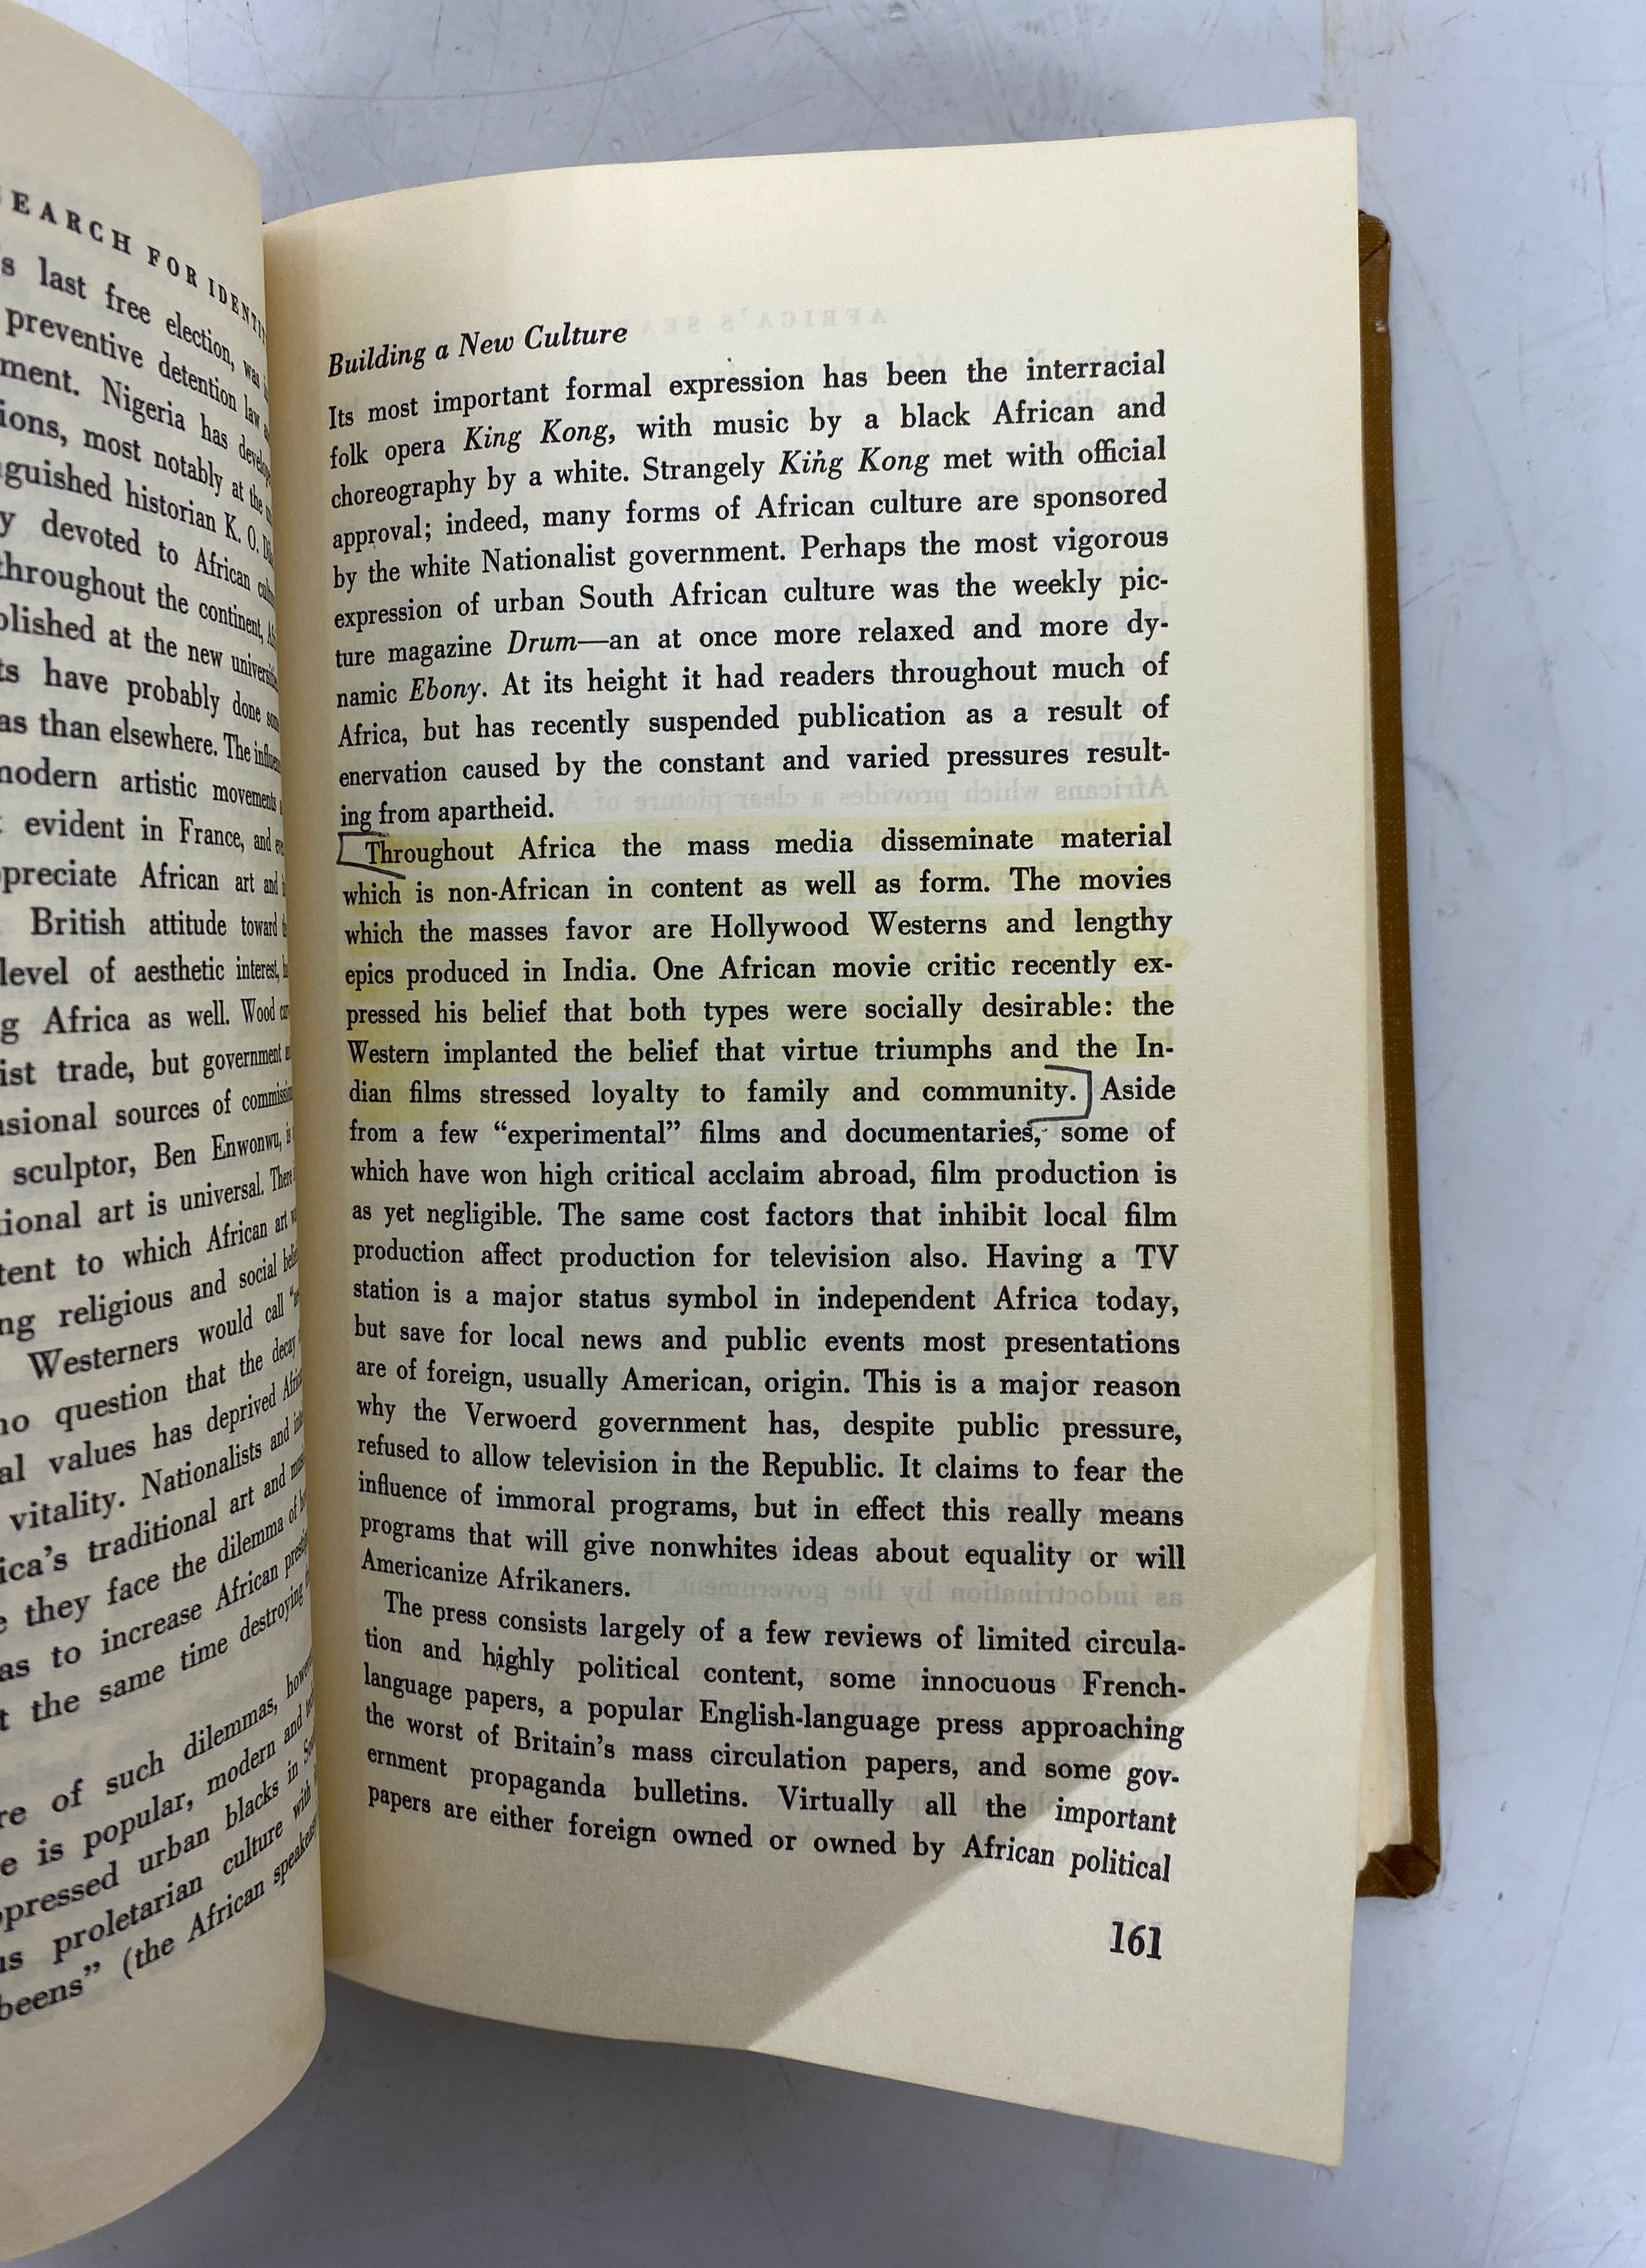 SEARCH FOR
last free election, was
preventive detention law
Nigeria has
most notably at the
historian K. O.
devoted to African
throughout the continent,
at the new
have probably done
as than elsewhere. The
modern artistic movements
evident in France, and
African art and
British attitude toward
level of aesthetic interest,
Africa as well. Wood
trade, but government
sources of
sculptor, Ben Enwonwu,
art is universal. There
to which African art
religious and social
Westerners would call
no question that the decay
values has deprived
vitality. Nationalists and
traditional art and
they face the dilemma of
as to increase African
the same time destroying
of such dilemmas,
is popular, modern and
urban blacks in
proletarian culture with
(the African
Building a New Culture
Its most important formal expression has been the interracial
folk opera King Kong, with music by a black African and
choreography by a white. Strangely King Kong met with official
approval; indeed, many forms of African culture are sponsored
by the white Nationalist government. Perhaps the most vigorous
expression of urban South African culture was the weekly pic-
ture magazine Drum—an at once more relaxed and more dy-
namic Ebony. At its height it had readers throughout much of
Africa, but has recently suspended publication as a result of
enervation caused by the constant and varied pressures result-
ing from apartheid.
Throughout Africa the mass media disseminate material
which is non-African in content as well as form. The movies
which the masses favor are Hollywood Westerns and lengthy
epics produced in India. One African movie critic recently ex-
pressed his belief that both types were socially desirable: the
Western implanted the belief that virtue triumphs and the In-
dian films stressed loyalty to family and community. Aside
from a few “experimental” films and documentaries, some of
which have won high critical acclaim abroad, film production is
as yet negligible. The same cost factors that inhibit local film
production affect production for television also. Having a TV
station is a major status symbol in independent Africa today,
but save for local news and public events most presentations
are of foreign, usually American, origin. This is a major reason
why the Verwoerd government has, despite public pressure,
refused to allow television in the Republic. It claims to fear the
influence of immoral programs, but in effect this really means
programs that will give nonwhites ideas about equality or will
Americanize Afrikaners.
The press consists largely of a few reviews of limited circula-
tion and highly political content, some innocuous French-
language papers, a popular English-language press approaching
the worst of Britain’s mass circulation papers, and some gov-
ernment propaganda bulletins. Virtually all the important
papers are either foreign owned or owned by African political
161